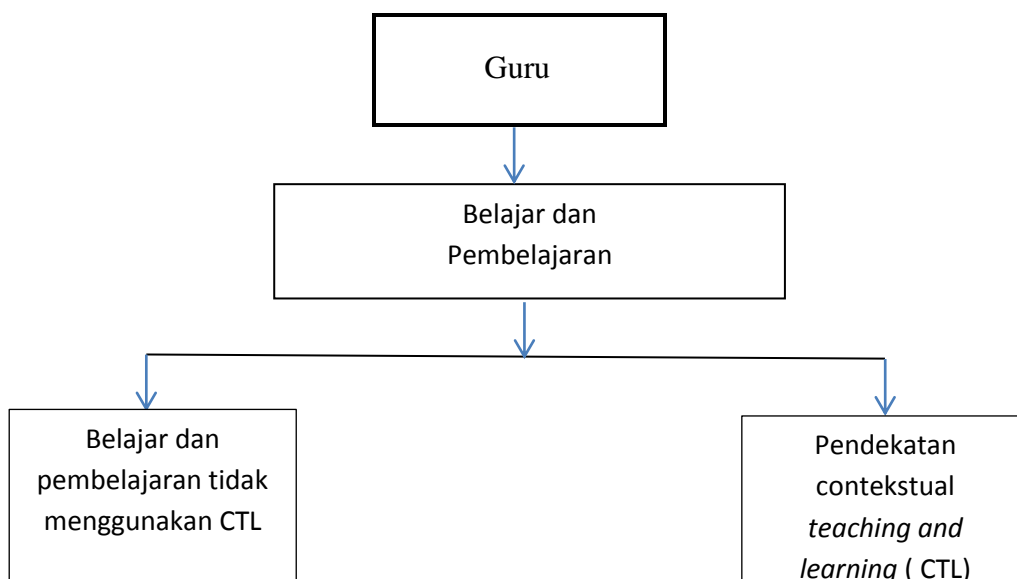 Guru
Belajar dan
Pembelajaran
Belajar dan
pembelajaran tidak
menggunakan CTL
Pendekatan
contekstual
teaching and
learning ( CTL)